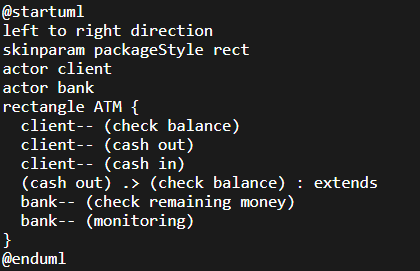 @startuml
left to right direction
skinparam packageStyle rect
actor client
actor bank
rectangle ATM {
  client-- (check balance)
  client-- (cash out)
  client-- (cash in)
  (cash out) .> (check balance) : extends
  bank-- (check remaining money)
  bank-- (monitoring)
}
@enduml